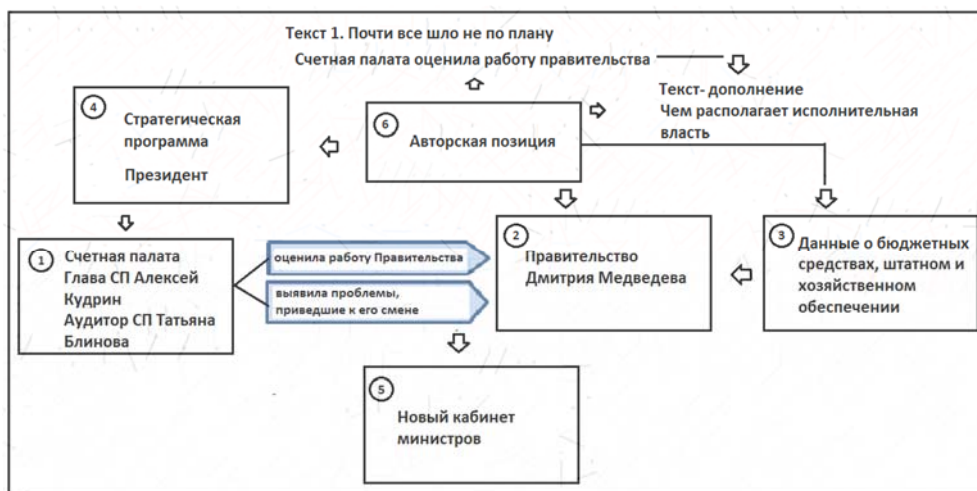 Текст 1. Почти все шло не по плану
Счетная палата оценила работу правительства
Текст- дополнение
Чем располагает исполнительная
власть
4
Стратегическая
программа
Президент
6
Авторская позиция
1
Счетная палата
Глава СП Алексей
Кудрин
Аудитор СП Татьяна
Блинова
оценила работу Правительства
выявила проблемы,
приведшие к его смене
2
Правительство
Дмитрия Медведева
3
Данные о бюджетных
средствах, штатном и
хозяйственном
обеспечении
5
Новый кабинет
министров